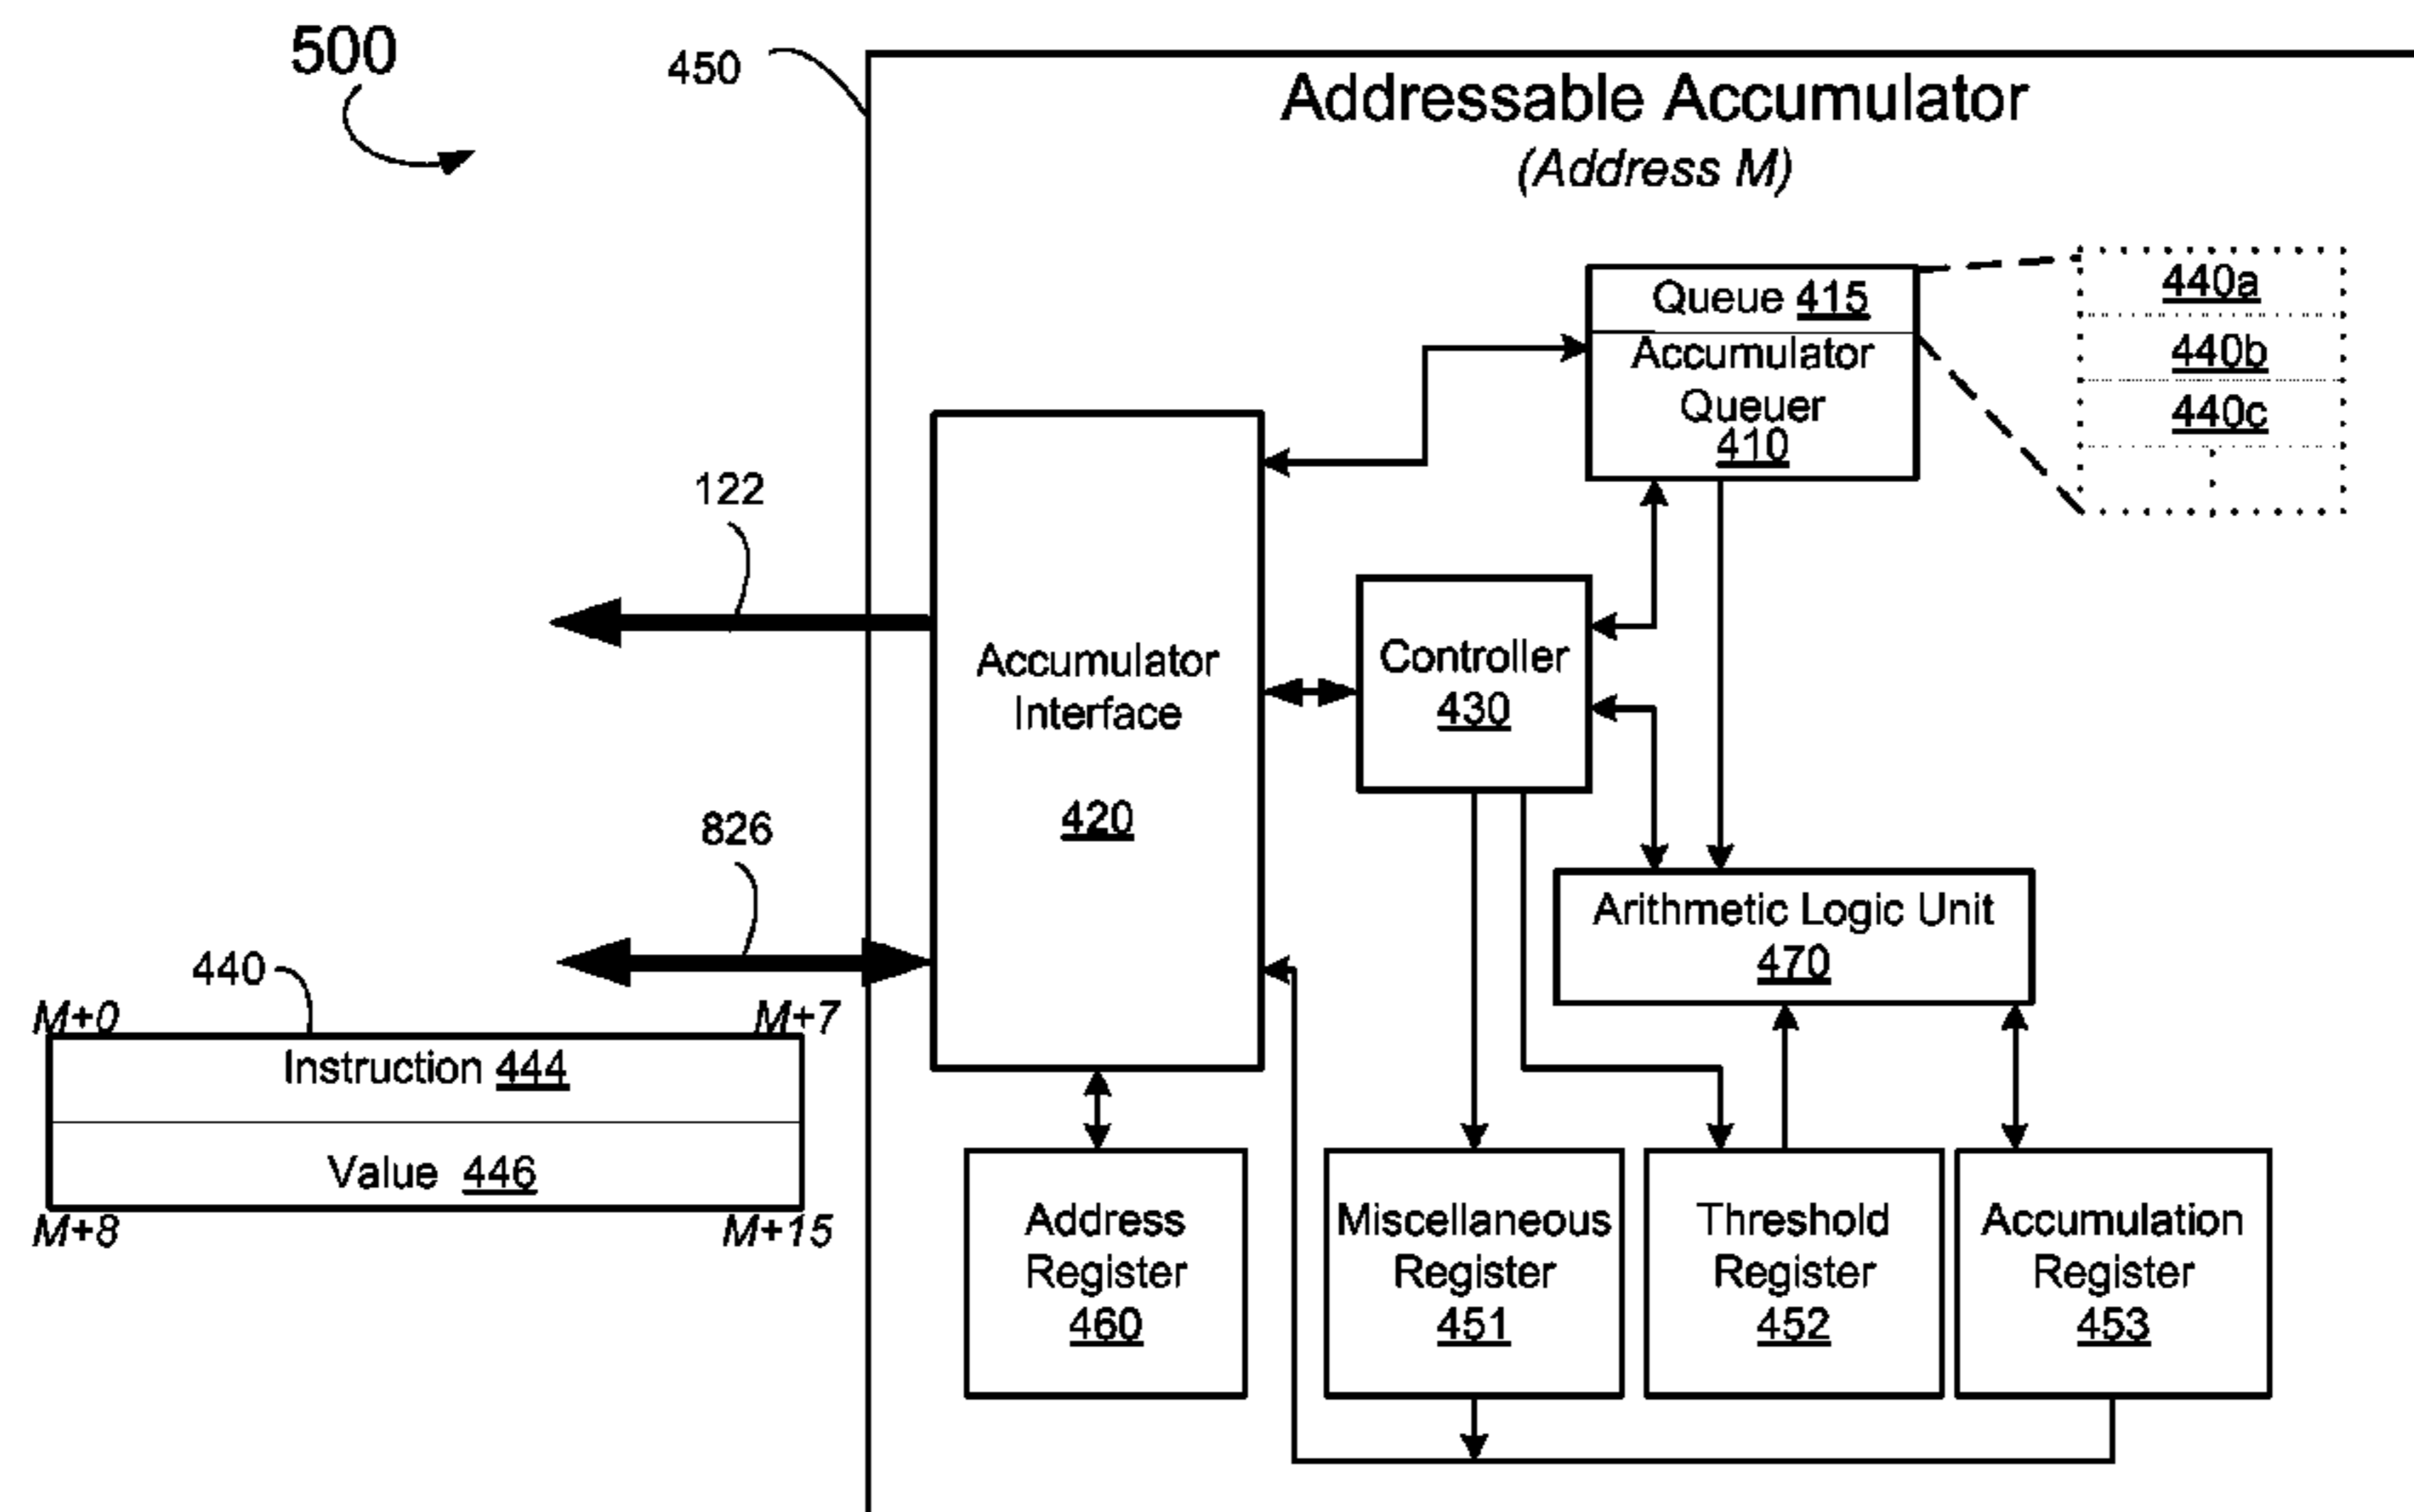 500
450
Addressable Accumulator
(Address M)
Queue 415
Accumulator
Queuer
410
440a
440b
440c
122
Accumulator
Interface
420
Controller
430
826
Arithmetic Logic Unit
470
440
M+0
M+7
Instruction 444
Value 446
M+8
M+15
Address
Register
460
Miscellaneous
Register
451
Threshold
Register
452
Accumulation
Register
453